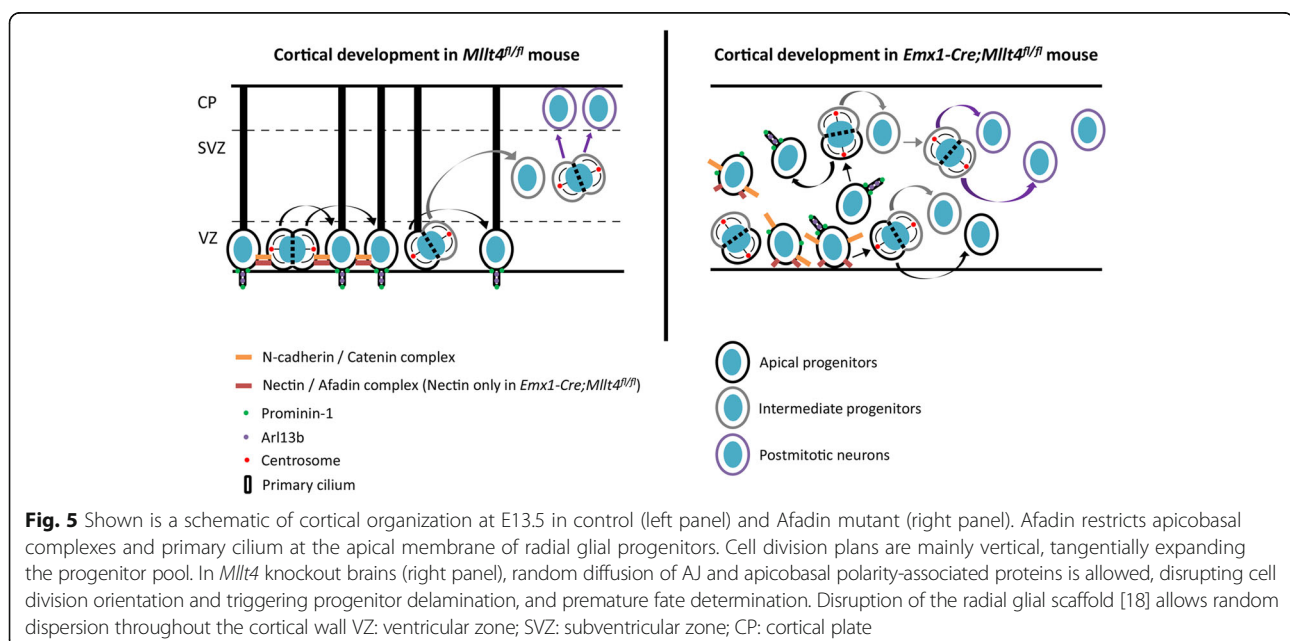 Cortical development in Mllt4fl/fl mouse
CP
SVZ
VZ
N-cadherin / Catenin complex
Nectin / Afadin complex (Nectin only in Emx1-Cre;Mllt4fl/fl)
Prominin-1
Arl13b
Centrosome
Primary cilium
Cortical development in Emx1-Cre;Mllt4fl/fl mouse
Apical progenitors
Intermediate progenitors
Postmitotic neurons
Fig. 5 Shown is a schematic of cortical organization at E13.5 in control (left panel) and Afadin mutant (right panel). Afadin restricts apicobasal
complexes and primary cilium at the apical membrane of radial glial progenitors. Cell division plans are mainly vertical, tangentially expanding
the progenitor pool. In Mllt4 knockout brains (right panel), random diffusion of AJ and apicobasal polarity-associated proteins is allowed, disrupting cell
division orientation and triggering progenitor delamination, and premature fate determination. Disruption of the radial glial scaffold [18] allows random
dispersion throughout the cortical wall VZ: ventricular zone; SVZ: subventricular zone; CP: cortical plate